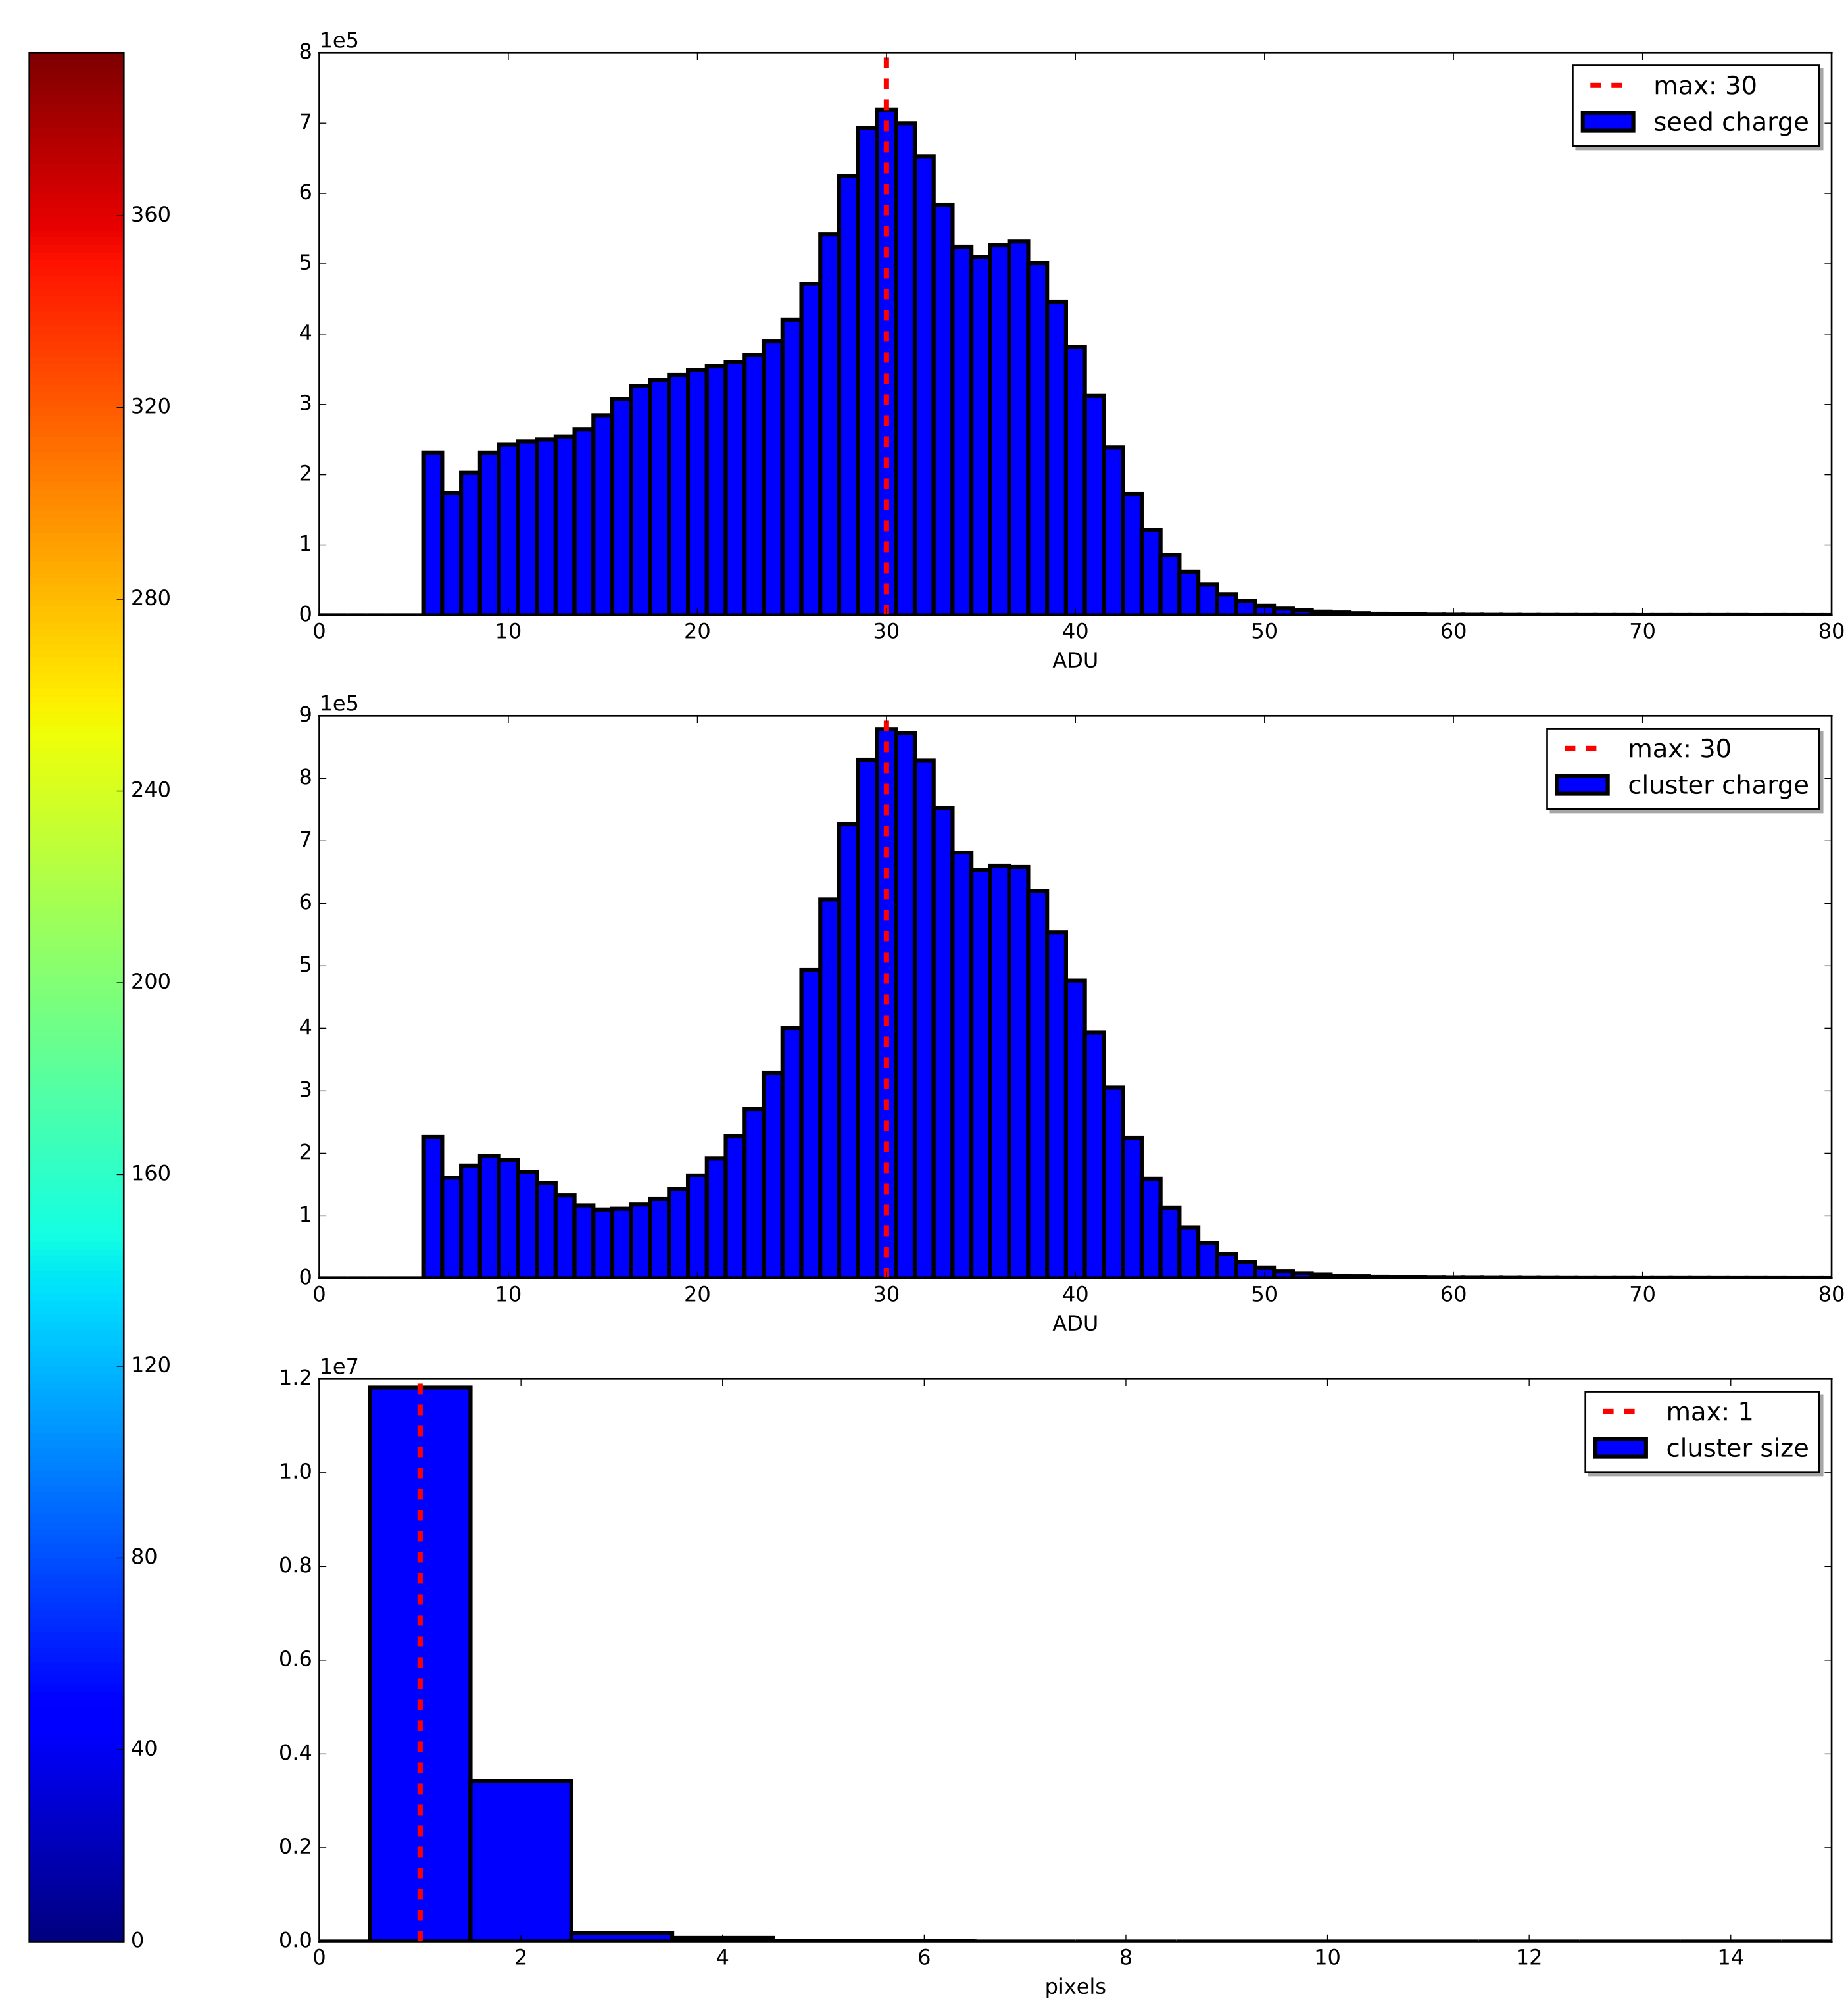 360
320
280
240
200
160
120
80
40
0
1e5
8
7
6
5
4
3
2
1
0
0 10 20 30 40 50 60 70 80
ADU
max: 30
seed charge
1e5
9
8
7
6
5
4
3
2
1
0
0 10 20 30 40 50 60 70 80
ADU
max: 30
cluster charge
1e7
1.2
1.0
0.8
0.6
0.4
0.2
0.0
0 2 4 6 8 10 12 14
pixels
max: 1
cluster size